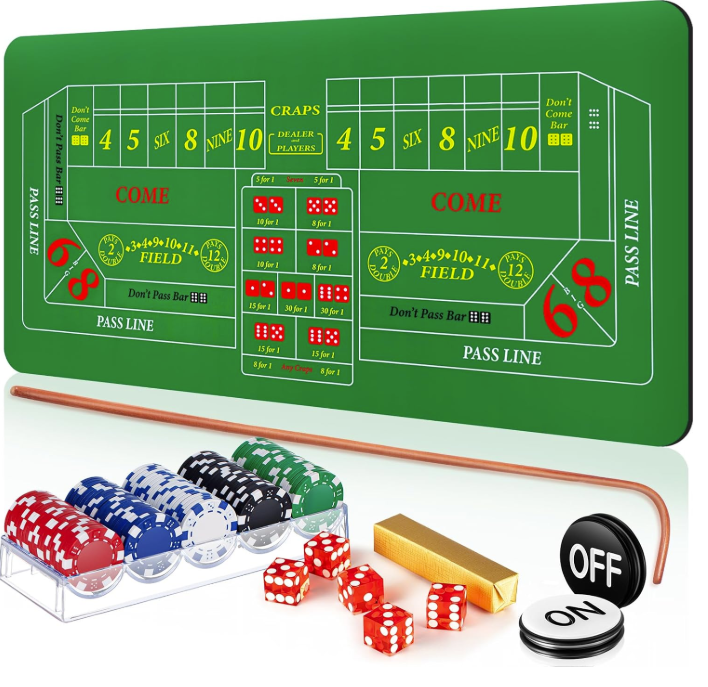 CRAPS
DEALER
and
PLAYERS
Don't
Come
Bar
4 5 SIX 8 NINE 10
4 5 SIX 8 NINE 10
Don't
Come
Bar
Don't Pass Bar
PASS LINE
COME
COME
PASS LINE
5 for 1 Seven 5 for 1
10 for 1 8 for 1
10 for 1 8 for 1
15 for 1 30 for 1 30 for 1
15 for 1 15 for 1
8 for 1 Any Craps 8 for 1
PAYS
2
DOUBLE
3•4•9•10•11
FIELD
PAYS
12
DOUBLE
PAYS
2
DOUBLE
3•4•9•10•11
FIELD
PAYS
12
DOUBLE
6 BIG 8
6 BIG 8
Don't Pass Bar
Don't Pass Bar
PASS LINE
PASS LINE
OFF
ON